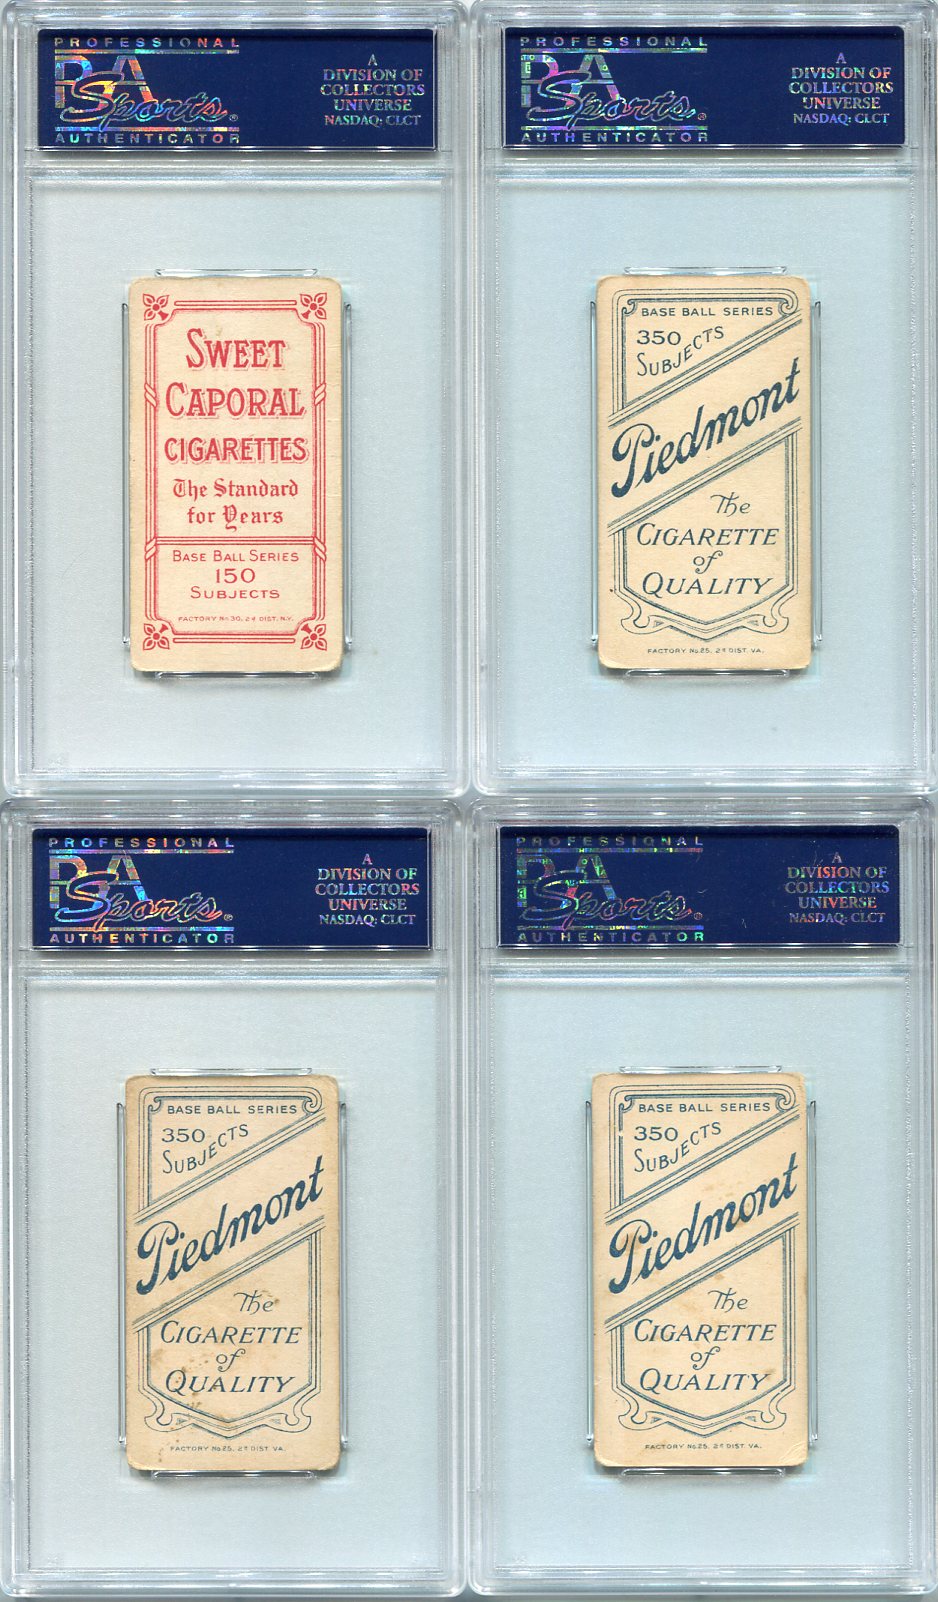 PROFESSIONAL
PSA
Sports®
AUTHENTICATOR
A
DIVISION OF
COLLECTORS
UNIVERSE
NASDAQ: CLCT
SWEET
CAPORAL
CIGARETTES
The Standard
for Years
BASE BALL SERIES
150
SUBJECTS
FACTORY No 30, 2d DIST. N.Y.
PROFESSIONAL
PSA
Sports®
AUTHENTICATOR
A
DIVISION OF
COLLECTORS
UNIVERSE
NASDAQ: CLCT
BASE BALL SERIES
350
SUBJECTS
Piedmont
The
CIGARETTE
of
QUALITY
FACTORY No.25, 2d DIST. VA.
PROFESSIONAL
PSA
Sports®
AUTHENTICATOR
A
DIVISION OF
COLLECTORS
UNIVERSE
NASDAQ: CLCT
BASE BALL SERIES
350
SUBJECTS
Piedmont
The
CIGARETTE
of
QUALITY
FACTORY No.25, 2d DIST. VA.
PROFESSIONAL
PSA
Sports®
AUTHENTICATOR
A
DIVISION OF
COLLECTORS
UNIVERSE
NASDAQ: CLCT
BASE BALL SERIES
350
SUBJECTS
Piedmont
The
CIGARETTE
of
QUALITY
FACTORY No.25, 2d DIST. VA.